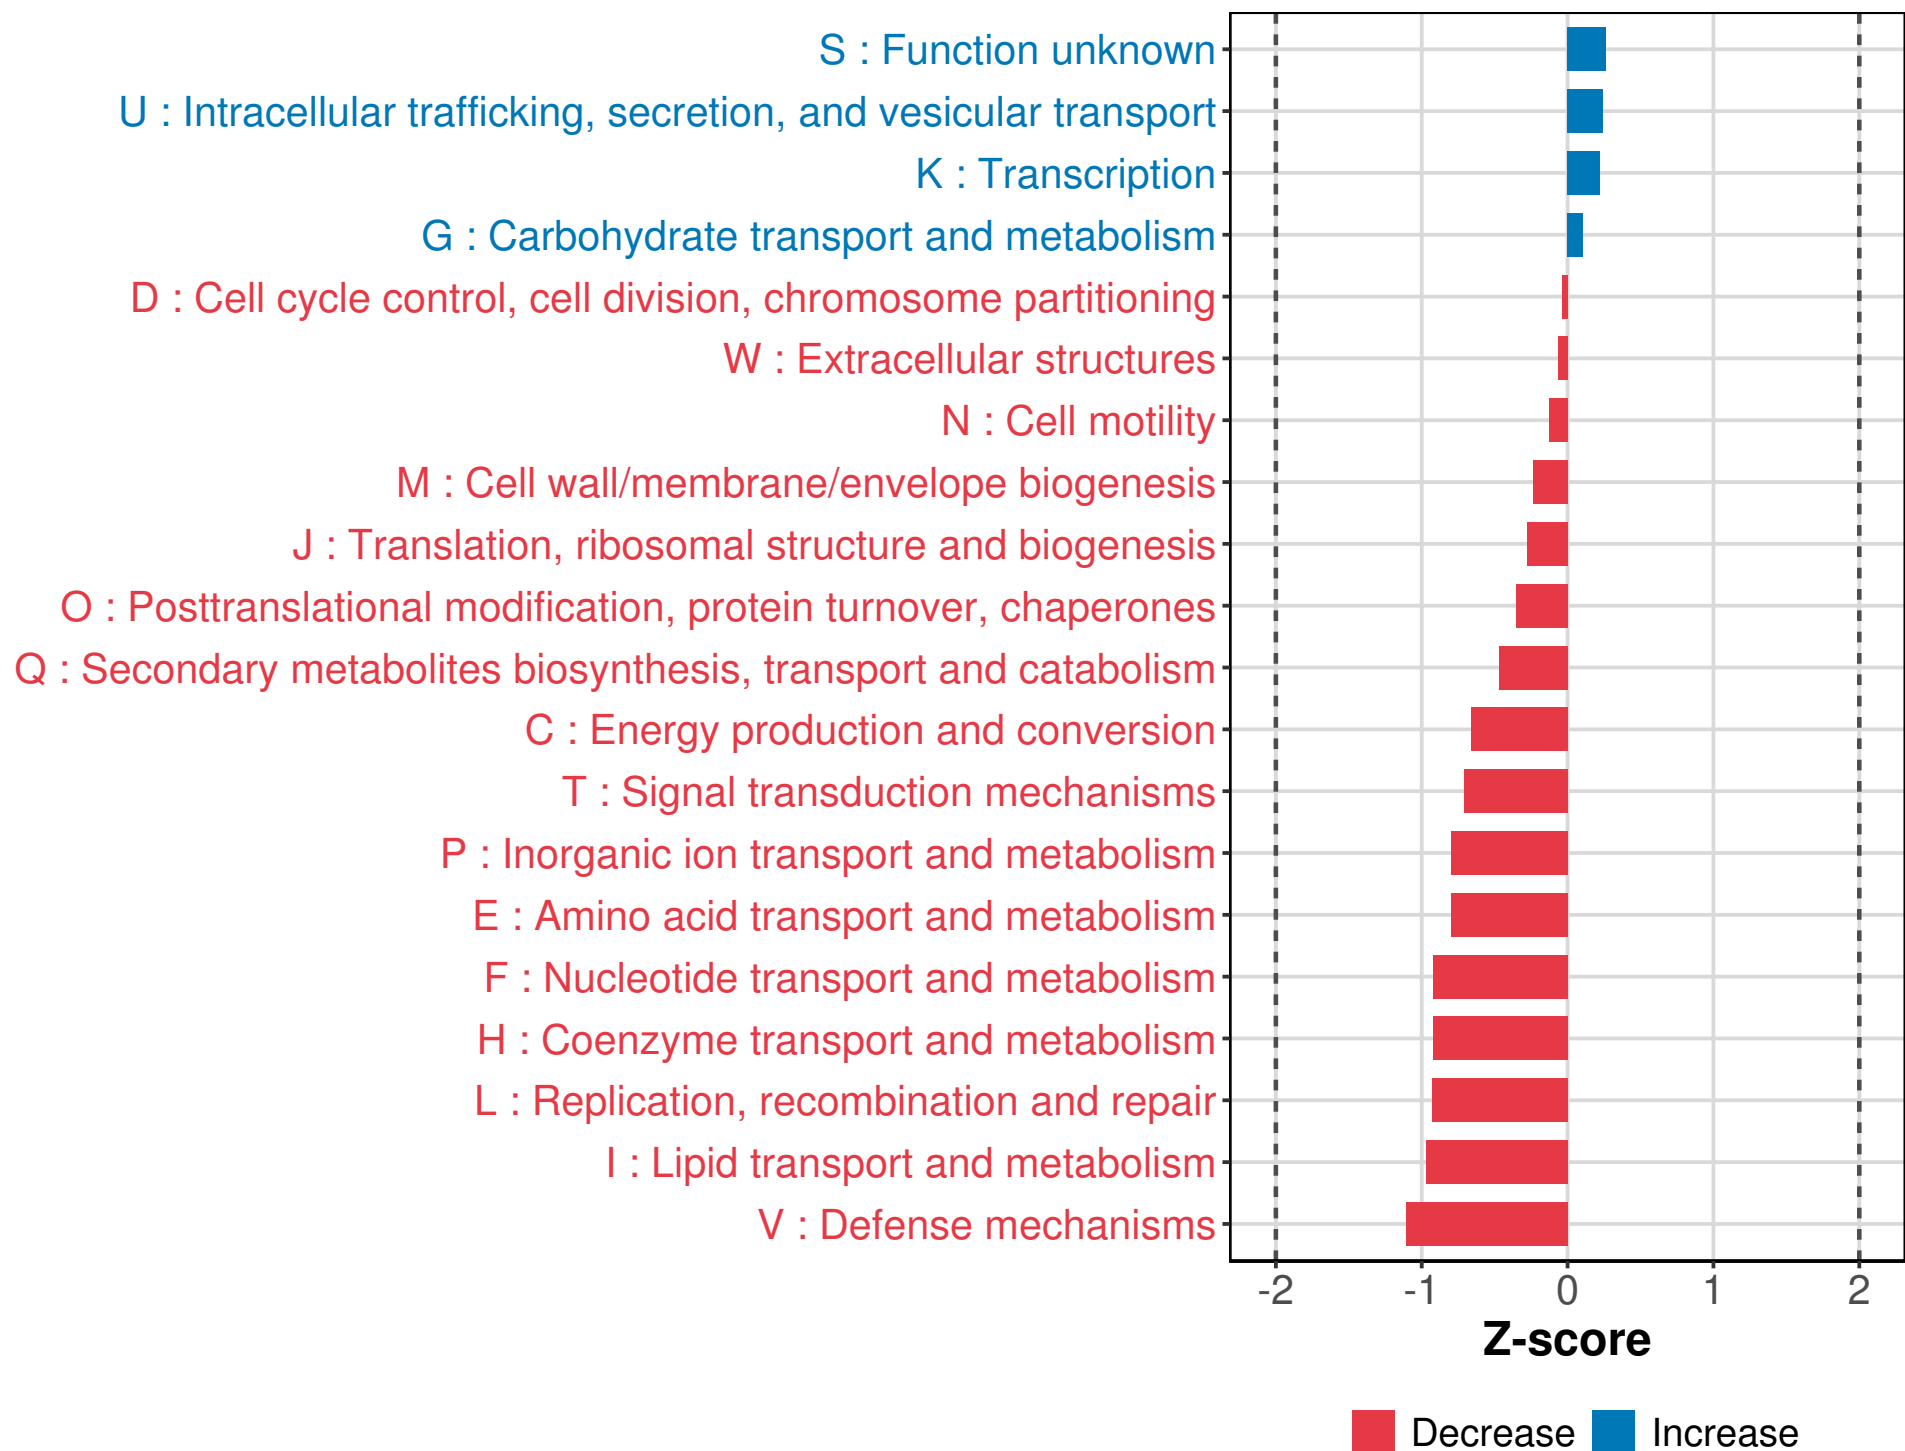 S : Function unknown
U : Intracellular trafficking, secretion, and vesicular transport
K : Transcription
G : Carbohydrate transport and metabolism
D : Cell cycle control, cell division, chromosome partitioning
W : Extracellular structures
N : Cell motility
M : Cell wall/membrane/envelope biogenesis
J : Translation, ribosomal structure and biogenesis
O : Posttranslational modification, protein turnover, chaperones
Q : Secondary metabolites biosynthesis, transport and catabolism
C : Energy production and conversion
T : Signal transduction mechanisms
P : Inorganic ion transport and metabolism
E : Amino acid transport and metabolism
F : Nucleotide transport and metabolism
H : Coenzyme transport and metabolism
L : Replication, recombination and repair
I : Lipid transport and metabolism
V : Defense mechanisms
-2 -1 0 1 2
Z-score
Decrease Increase